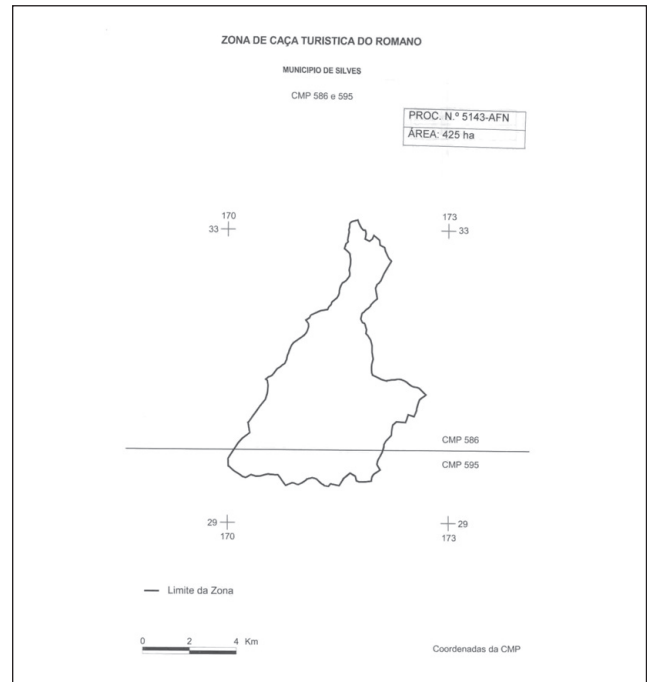 ZONA DE CAÇA TURISTICA DO ROMANO
MUNICIPIO DE SILVES
CMP 586 e 595
PROC. N.º 5143-AFN
ÁREA: 425 ha
170
173
33
33
CMP 586
CMP 595
29
29
170
173
Limite da Zona
0 2 4 Km
Coordenadas da CMP